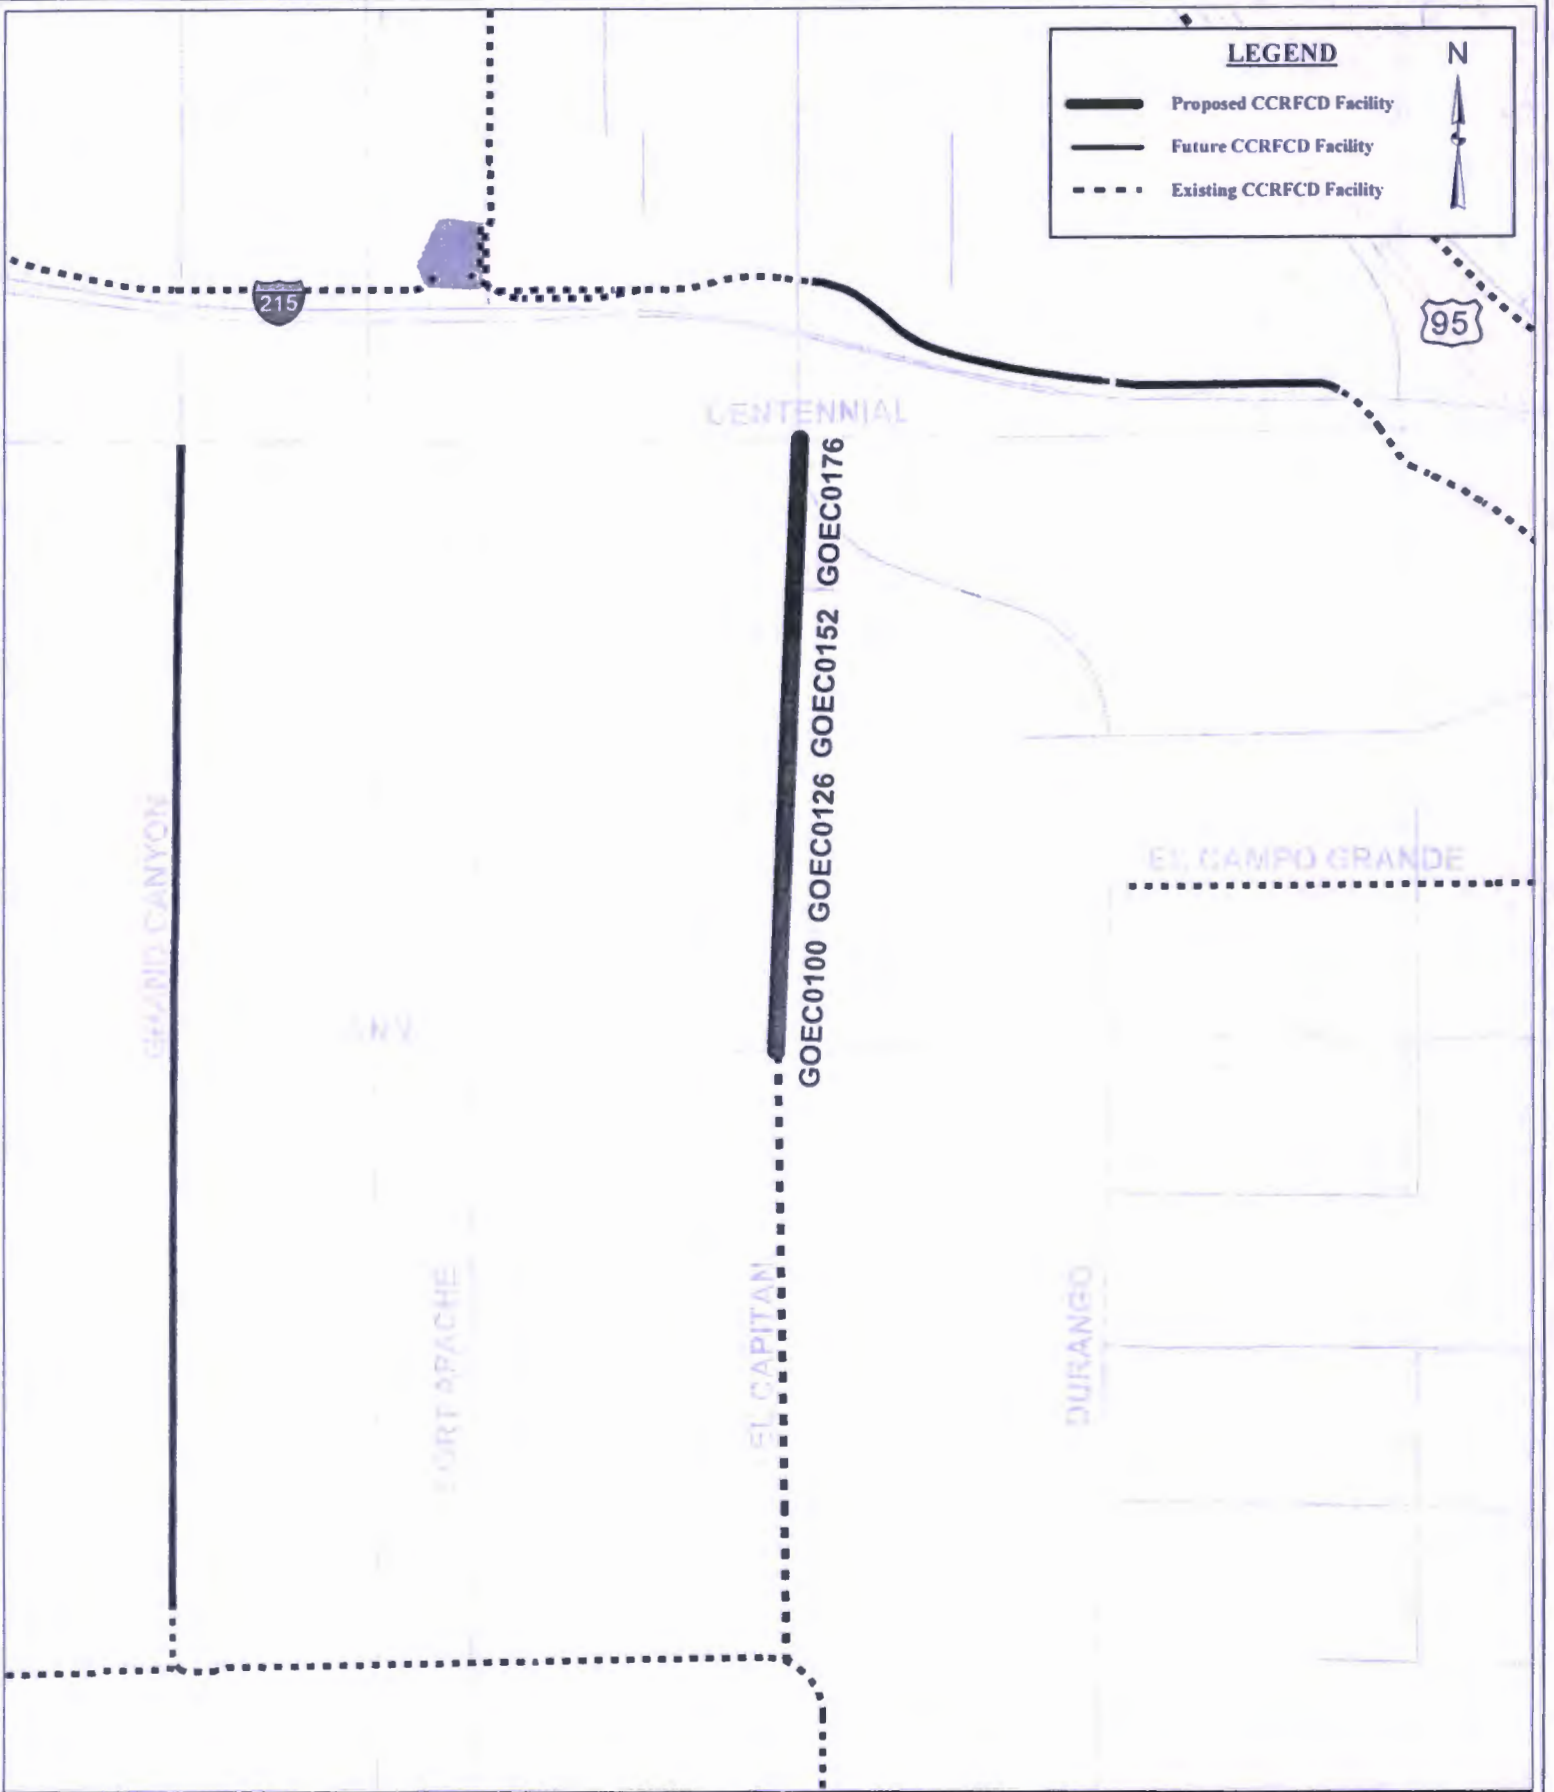 LEGEND
N
Proposed CCRFCD Facility
Future CCRFCD Facility
Existing CCRFCD Facility
215
95
CENTENNIAL
GOEC0100 GOEC0126 GOEC0152 GOEC0176
GRAND CANYON
EL CAMPO GRANDE
FORT APACHE
EL CAPITAN
DURANGO